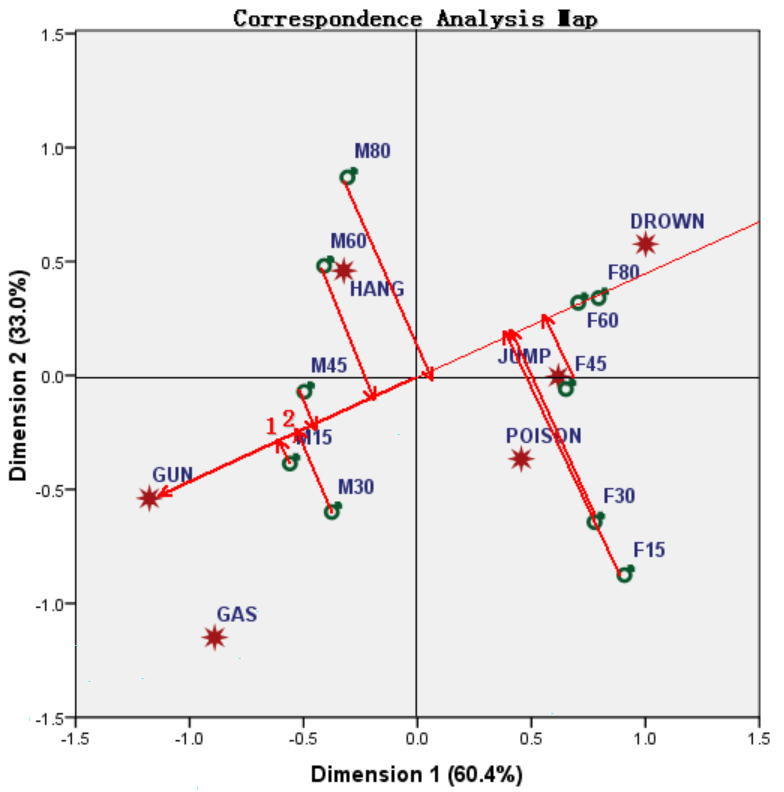 Correspondence Analysis Map
1.5
M80
1.0
M60
DROWN
0.5
HANG
F80
F60
M45
JUMP
F45
0.0
1 2
M15
POISON
GUN
-0.5
M30
F30
F15
-1.0
GAS
-1.5
-1.5 -1.0 -0.5 0.0 0.5 1.0 1.5
Dimension 1 (60.4%)
Dimension 2 (33.0%)